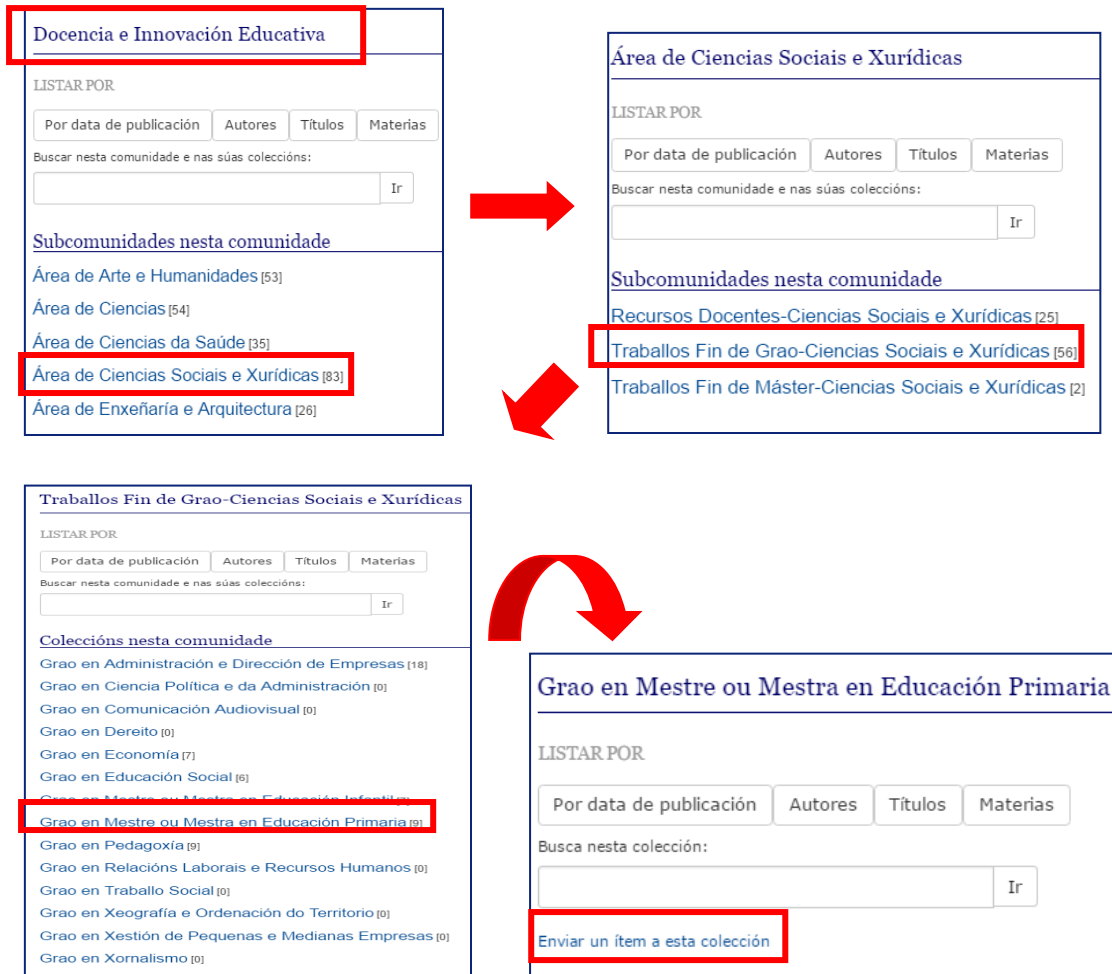 Docencia e Innovación Educativa
LISTAR POR
Por data de publicación Autores Títulos Materias
Buscar nesta comunidade e nas súas coleccións:
Ir
Subcomunidades nesta comunidade
Área de Arte e Humanidades [53]
Área de Ciencias [54]
Área de Ciencias da Saúde [35]
Área de Ciencias Sociais e Xurídicas [83]
Área de Enxeñaría e Arquitectura [26]
Área de Ciencias Sociais e Xurídicas
LISTAR POR
Por data de publicación Autores Títulos Materias
Buscar nesta comunidade e nas súas coleccións:
Ir
Subcomunidades nesta comunidade
Recursos Docentes-Ciencias Sociais e Xurídicas [25]
Traballos Fin de Grao-Ciencias Sociais e Xurídicas [56]
Traballos Fin de Máster-Ciencias Sociais e Xurídicas [2]
Traballos Fin de Grao-Ciencias Sociais e Xurídicas
LISTAR POR
Por data de publicación Autores Títulos Materias
Buscar nesta comunidade e nas súas coleccións:
Ir
Coleccións nesta comunidade
Grao en Administración e Dirección de Empresas [18]
Grao en Ciencia Política e da Administración [0]
Grao en Comunicación Audiovisual [0]
Grao en Dereito [0]
Grao en Economía [7]
Grao en Educación Social [6]
Grao en Mestre ou Mestra en Educación Infantil
Grao en Mestre ou Mestra en Educación Primaria [9]
Grao en Pedagoxía [9]
Grao en Relacións Laborais e Recursos Humanos [0]
Grao en Traballo Social [0]
Grao en Xeografía e Ordenación do Territorio [0]
Grao en Xestión de Pequenas e Medianas Empresas [0]
Grao en Xornalismo [0]
Grao en Mestre ou Mestra en Educación Primaria
LISTAR POR
Por data de publicación Autores Títulos Materias
Busca nesta colección:
Ir
Enviar un ítem a esta colección